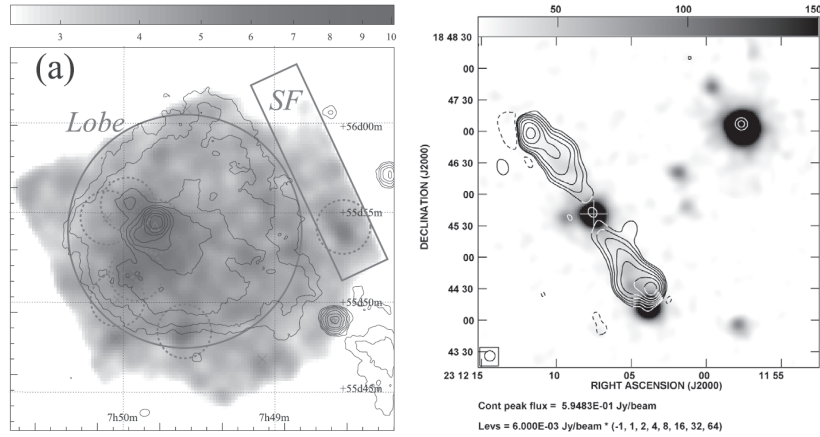 3 4 5 6 7 8 9 10
(a)
SF
Lobe
+56d00m
+55d55m
+55d50m
+55d45m
7h50m 7h49m
50 100 150
18 48 30
00
47 30
00
46 30
00
45 30
00
44 30
00
43 30
DECLINATION (J2000)
23 12 15 10 05 00 11 55
RIGHT ASCENSION (J2000)
Cont peak flux = 5.9483E-01 Jy/beam
Levs = 6.000E-03 Jy/beam * (-1, 1, 2, 4, 8, 16, 32, 64)